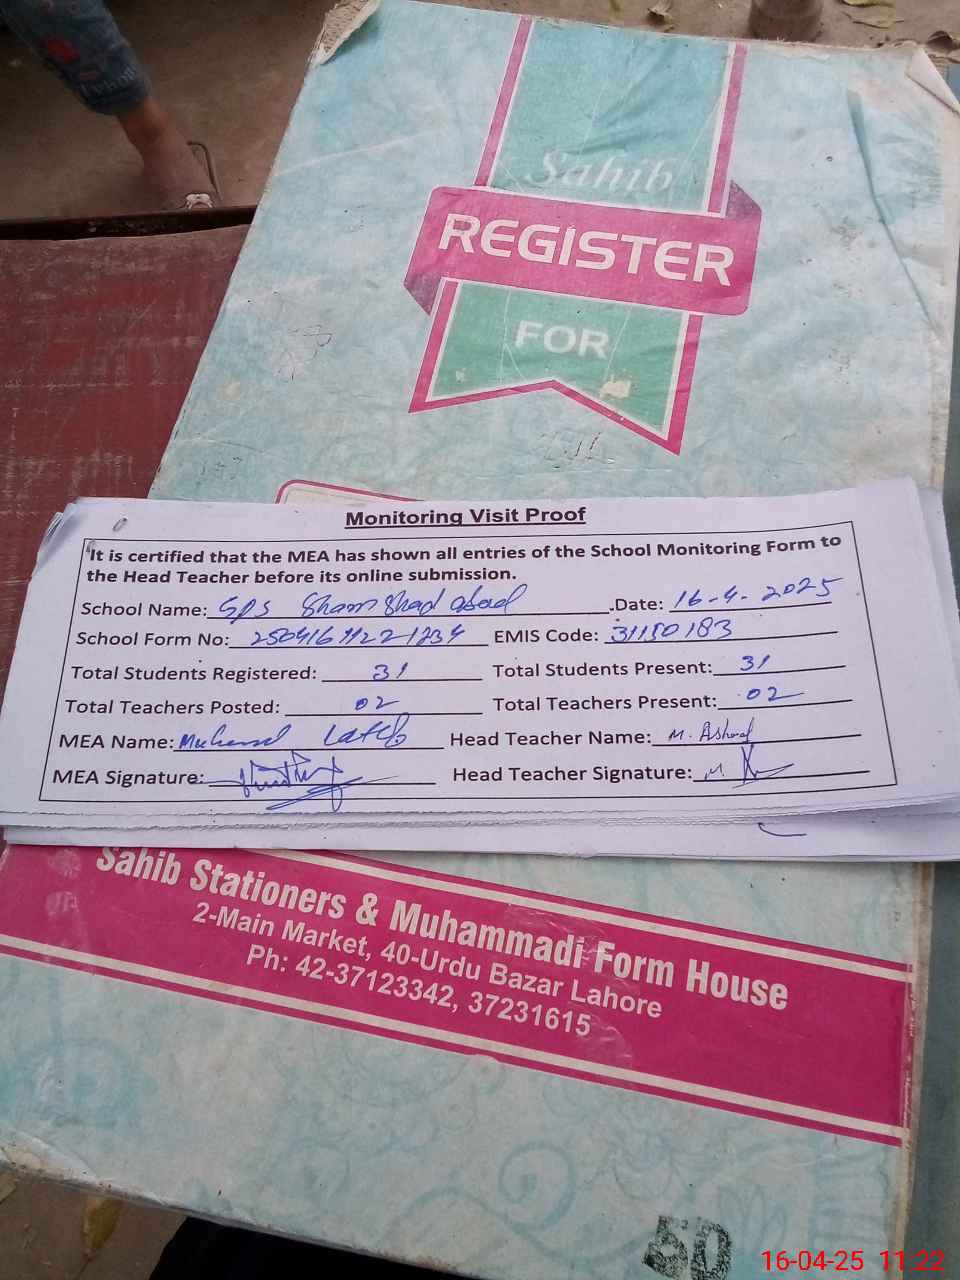 Sahib
REGISTER
FOR
Monitoring Visit Proof
It is certified that the MEA has shown all entries of the School Monitoring Form to
the Head Teacher before its online submission.
School Name: GPS Sham Shad abad Date: 16-4-2025
School Form No: 2504161122 1234 EMIS Code: 31150183
Total Students Registered: 31 Total Students Present: 31
Total Teachers Posted: 02 Total Teachers Present: 02
MEA Name: Head Teacher Name: M. Ashraf
MEA Signature: Head Teacher Signature:
Sahib Stationers & Muhammadi Form House
2-Main Market, 40-Urdu Bazar Lahore
Ph: 42-37123342, 37231615
16-04-25 11:22